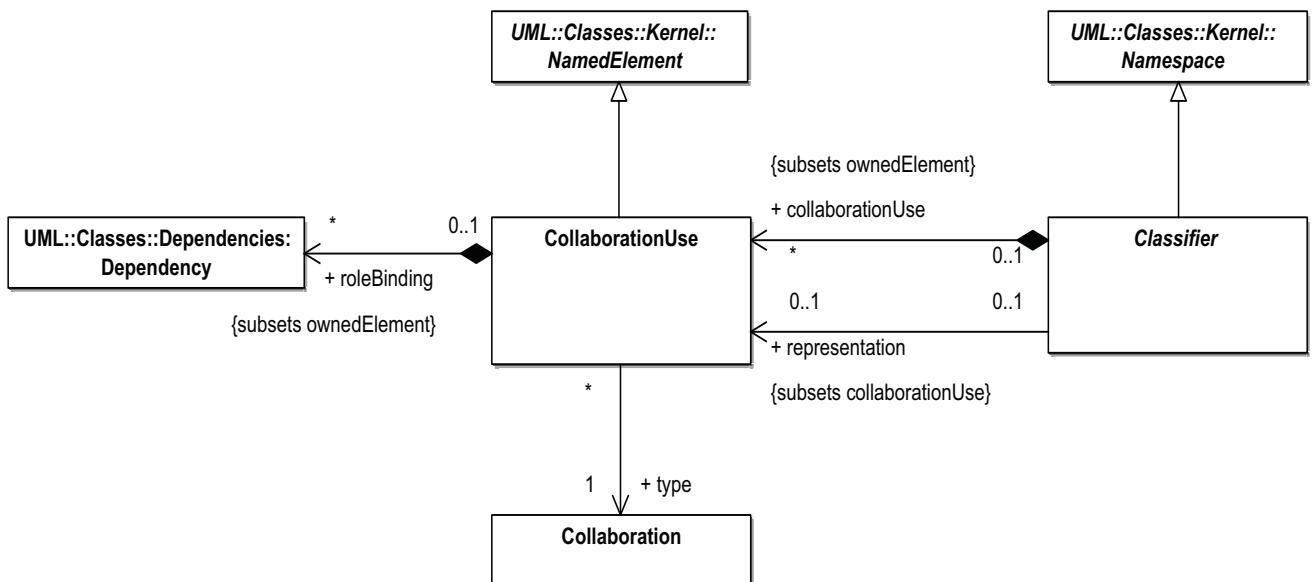 UML::Classes::Kernel::
NamedElement
UML::Classes::Kernel::
Namespace
{subsets ownedElement}
+ collaborationUse
*
0..1
UML::Classes::Dependencies:
Dependency
CollaborationUse
Classifier
*
0..1
+ roleBinding
{subsets ownedElement}
0..1
0..1
+ representation
{subsets collaborationUse}
*
1
+ type
Collaboration